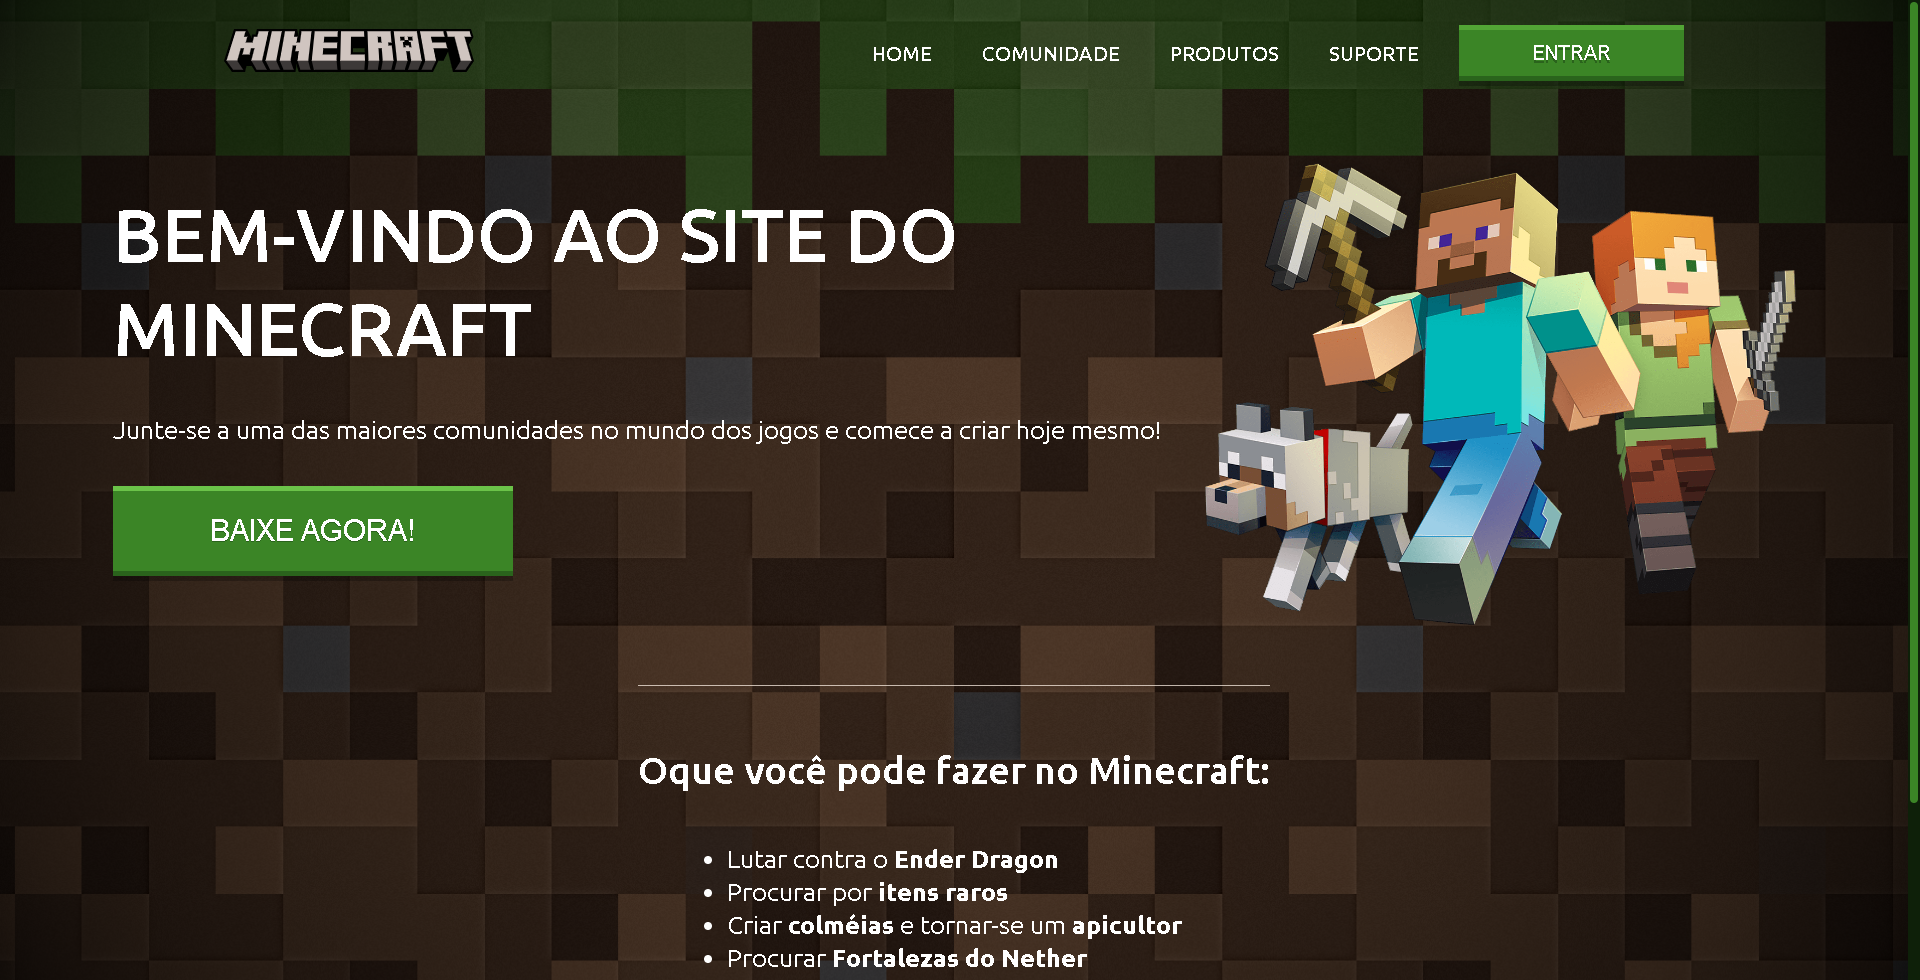 MINECRAFT
HOME COMUNIDADE PRODUTOS SUPORTE ENTRAR
BEM-VINDO AO SITE DO
MINECRAFT
Junte-se a uma das maiores comunidades no mundo dos jogos e comece a criar hoje mesmo!
BAIXE AGORA!
Oque você pode fazer no Minecraft:
• Lutar contra o Ender Dragon
• Procurar por itens raros
• Criar colméias e tornar-se um apicultor
• Procurar Fortalezas do Nether